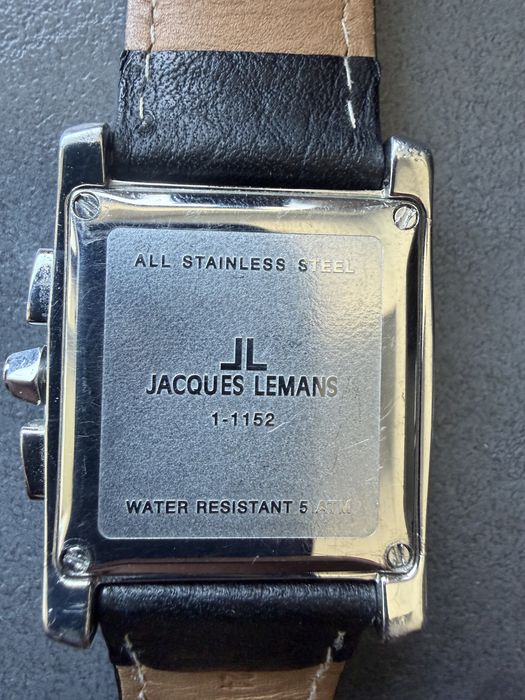 ALL STAINLESS STEEL
JL
JACQUES LEMANS
1-1152
WATER RESISTANT 5 ATM